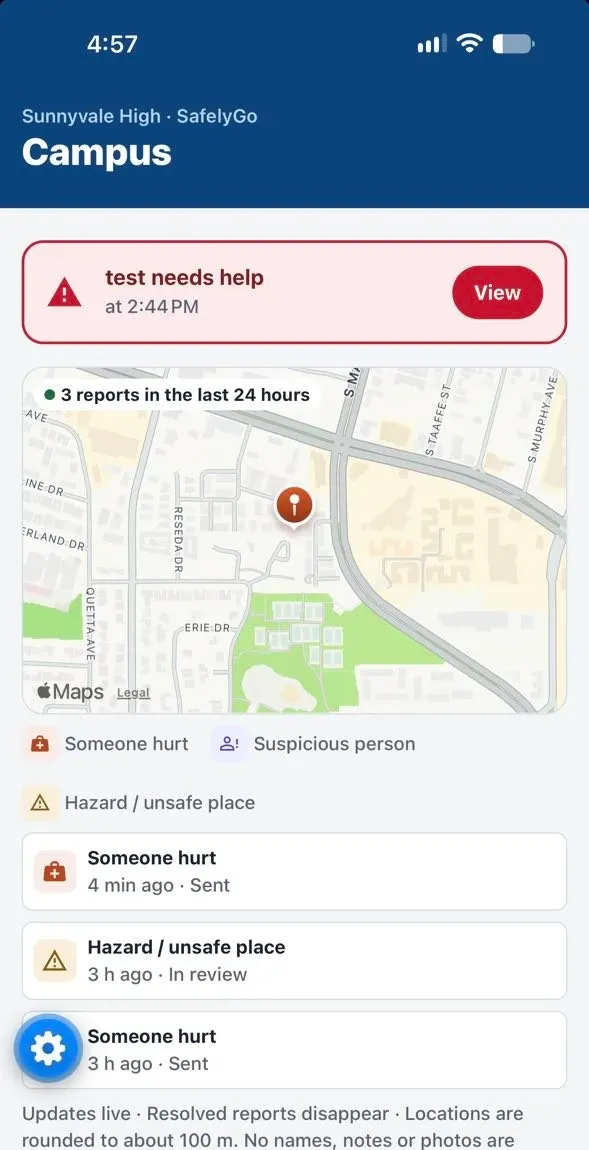 4:57
Sunnyvale High · SafelyGo
Campus
test needs help
at 2:44 PM
View
3 reports in the last 24 hours
S MA
S TAAFFE ST
S MURPHY AVE
AVE
INE DR
ERLAND DR
RESEDA DR
QUETTA AVE
ERIE DR
Maps
Legal
Someone hurt
Suspicious person
Hazard / unsafe place
Someone hurt
4 min ago · Sent
Hazard / unsafe place
3 h ago · In review
Someone hurt
3 h ago · Sent
Updates live · Resolved reports disappear · Locations are
rounded to about 100 m. No names, notes or photos are